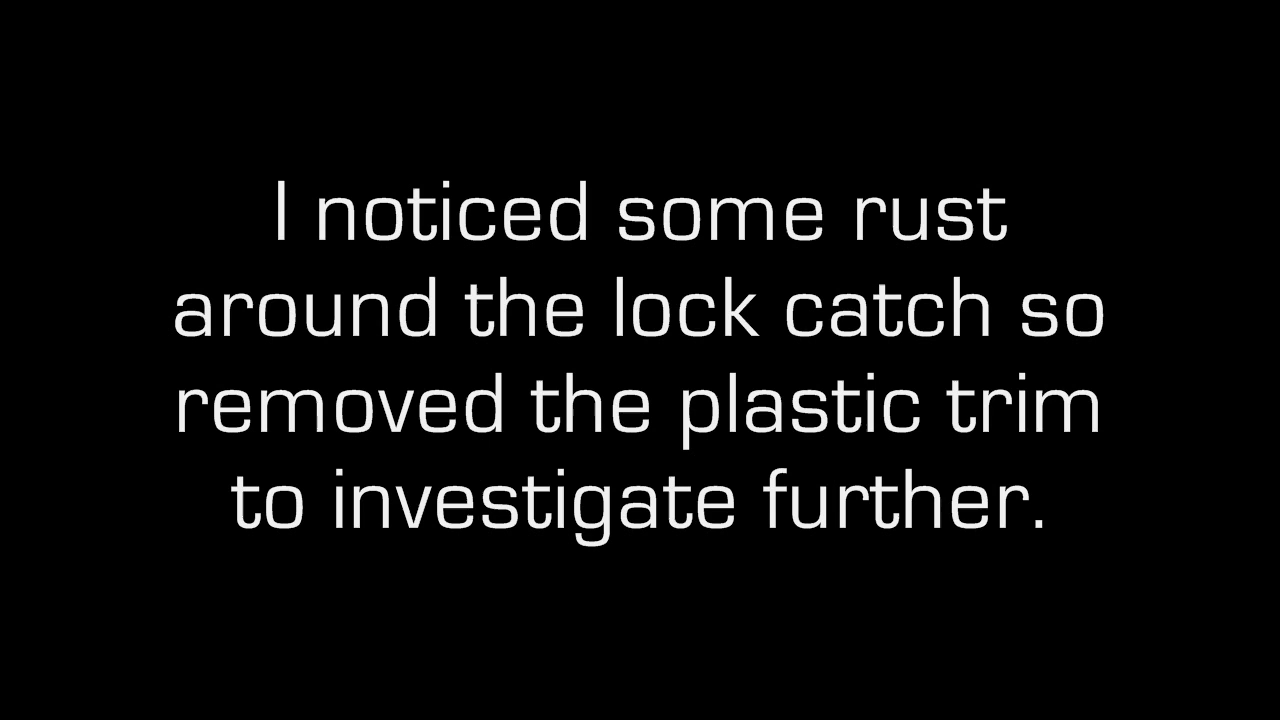 I noticed some rust
around the lock catch so
removed the plastic trim
to investigate further.